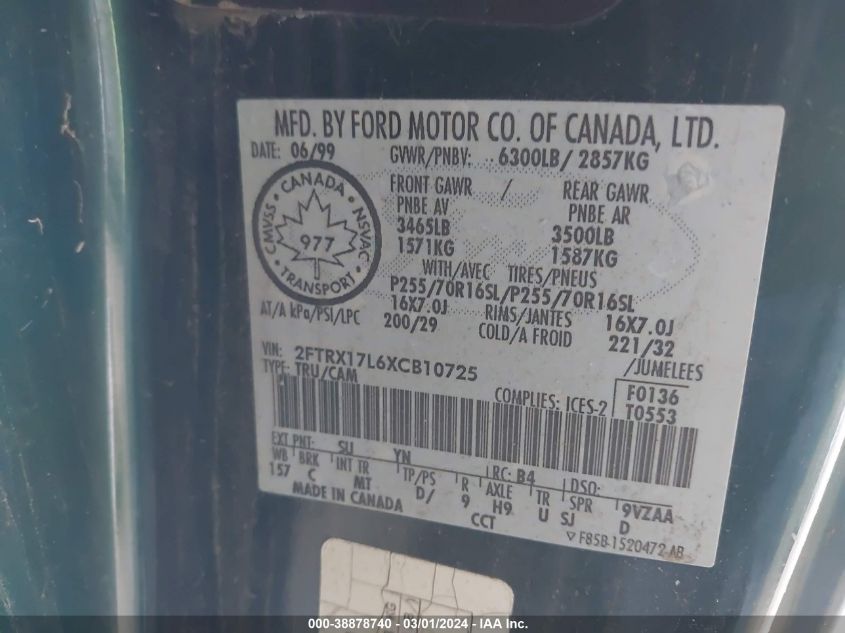 MFD. BY FORD MOTOR CO. OF CANADA, LTD.
DATE: 06/99 GVWR/PNBV: 6300LB/ 2857KG
FRONT GAWR / REAR GAWR
PNBE AV PNBE AR
3465LB 3500LB
1571KG 1587KG
CANADA
CMVSS NSVAC
977
TRANSPORT
WITH/AVEC TIRES/PNEUS
P255/70R16SL/P255/70R16SL
16X7.0J RIMS/JANTES 16X7.0J
AT/A kPa/PSI/LPC 200/29 COLD/A FROID 221/32
VIN: 2FTRX17L6XCB10725 /JUMELEES
TYPE: TRU/CAM
COMPLIES: ICES-2 F0136
T0553
EXT PNT: SU YN RC: B4 DSO:
WB BRK INT TR TP/PS R AXLE TR SPR 9VZAA
157 C MT D/ 9 H9 U SJ D
MADE IN CANADA CCT
F85B-1520472-AB
000-38878740 - 03/01/2024 - IAAI.com